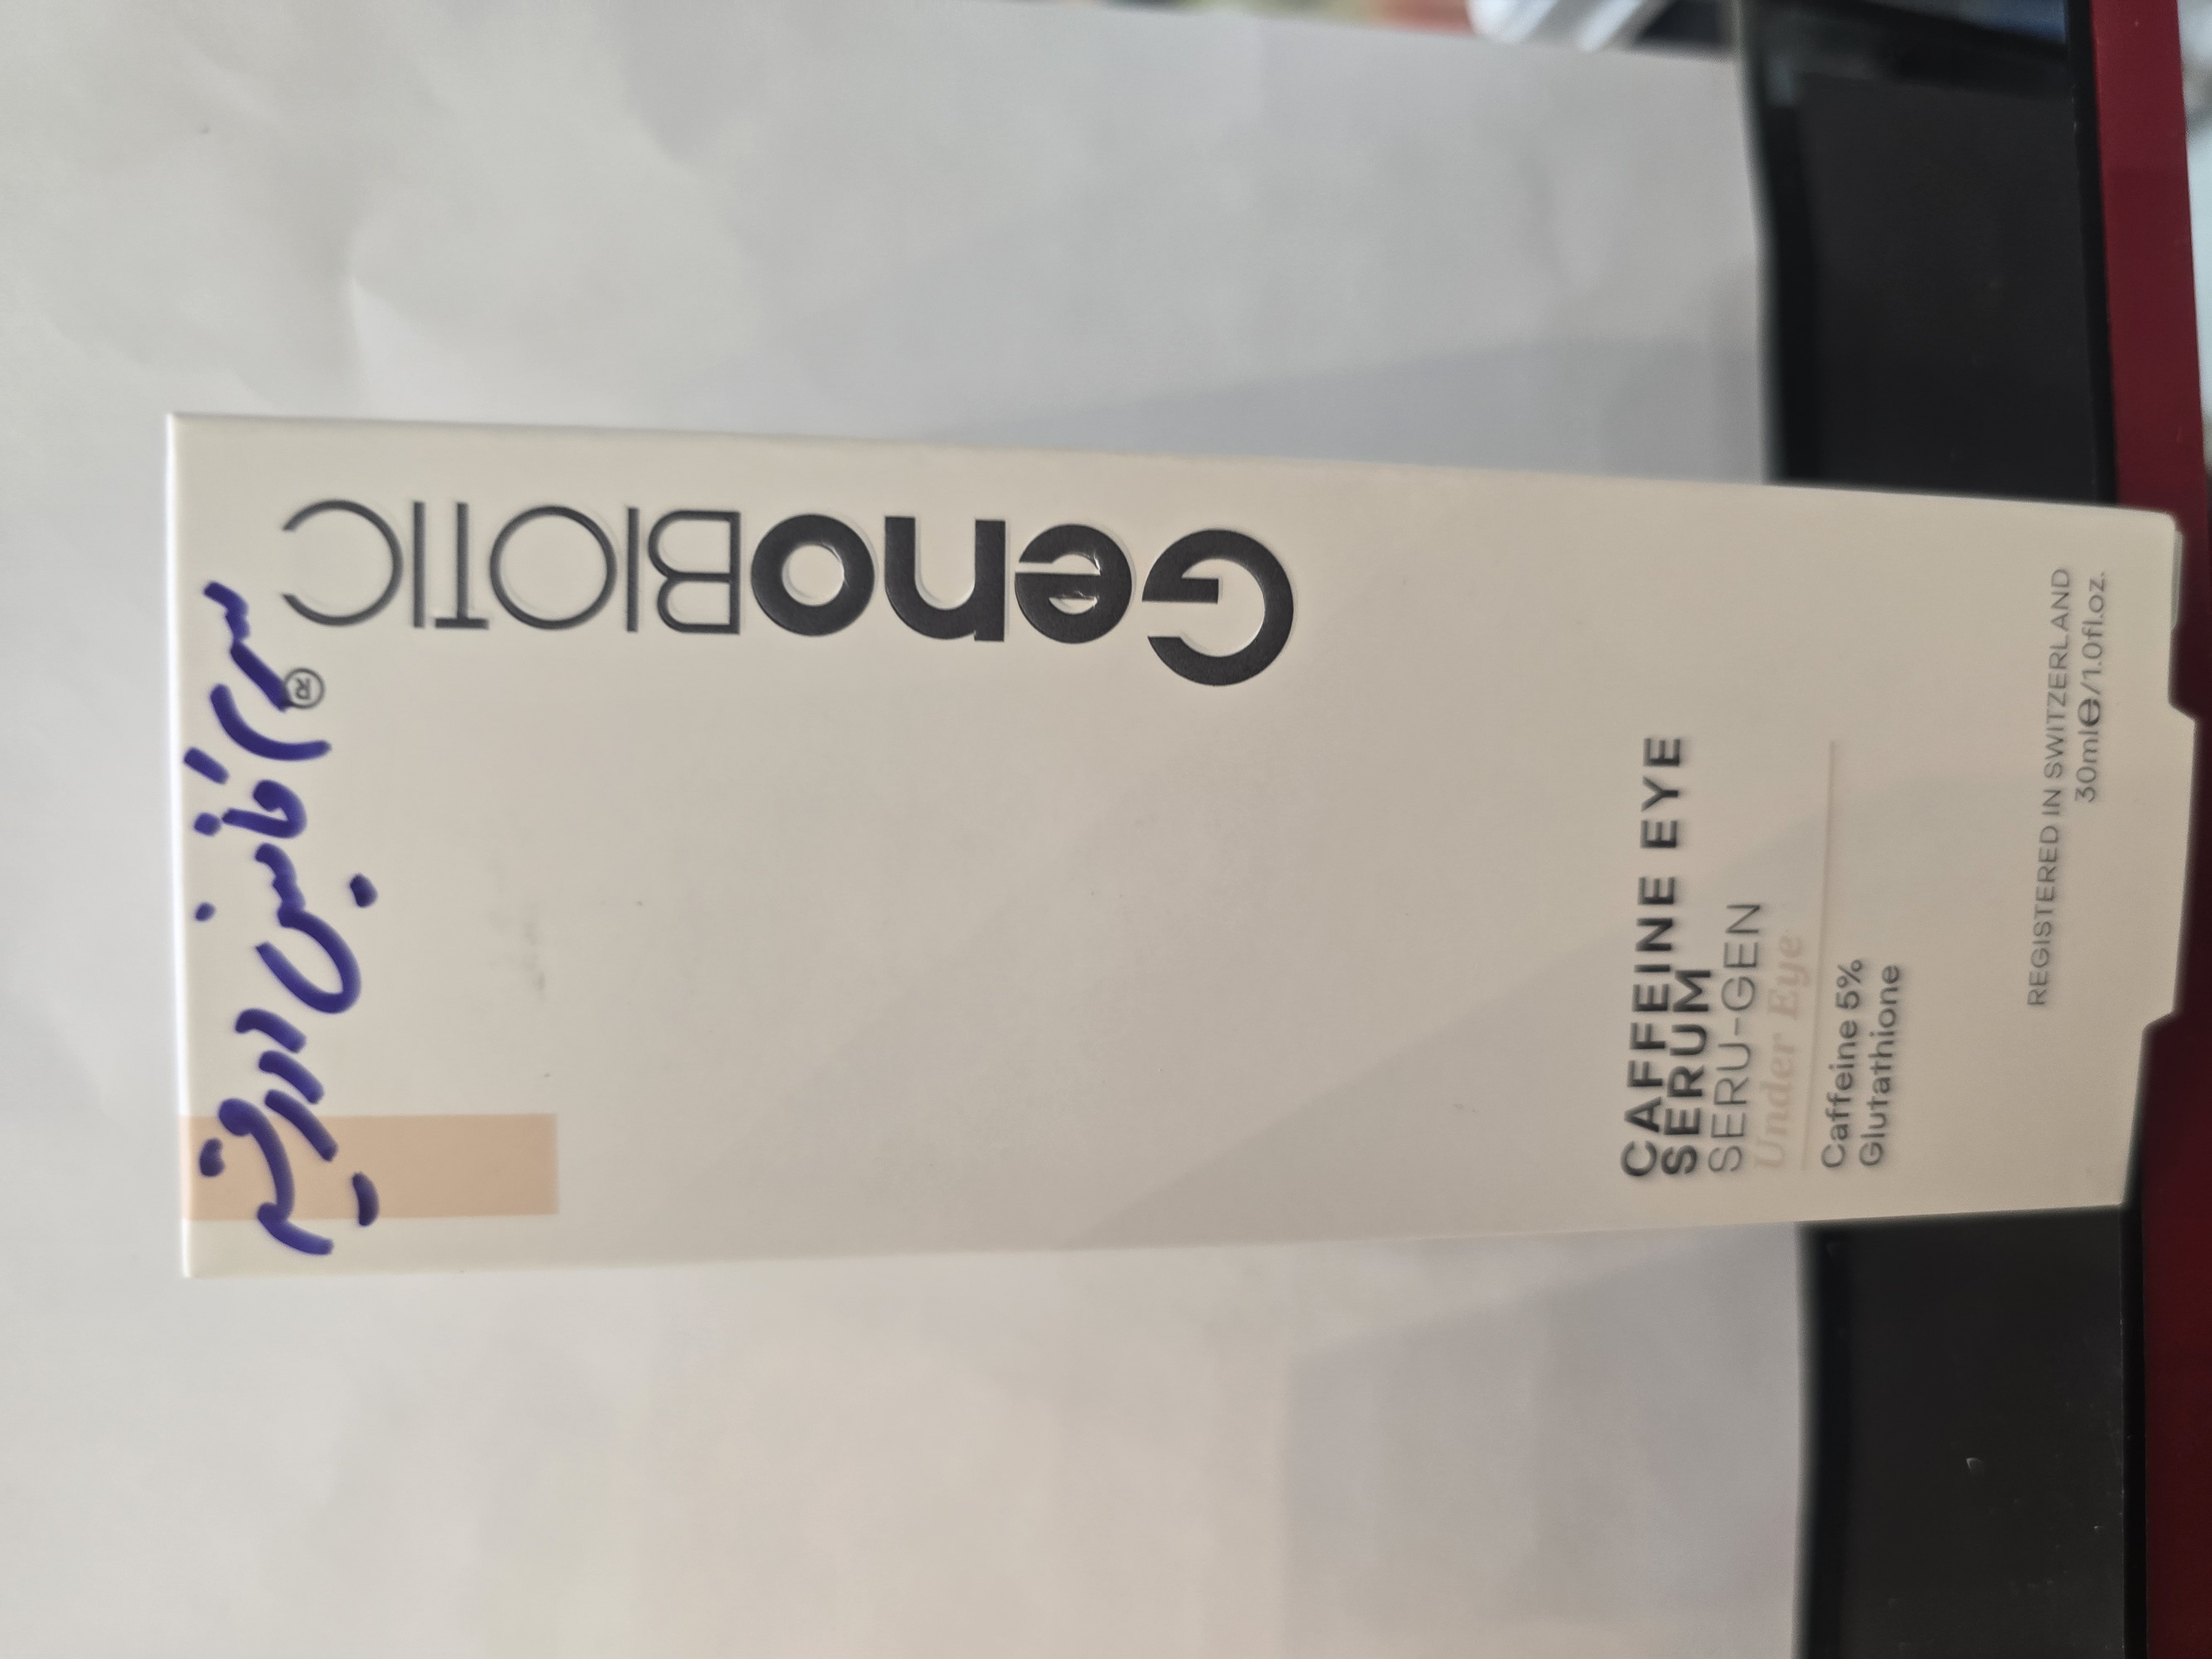 سرم کافئین دور چشم
GenoBIOTIC®
CAFFEINE EYE
SERUM
SERU-GEN
Under Eye
Caffeine 5%
Glutathione
REGISTERED IN SWITZERLAND
30ml℮/1.0fl.oz.